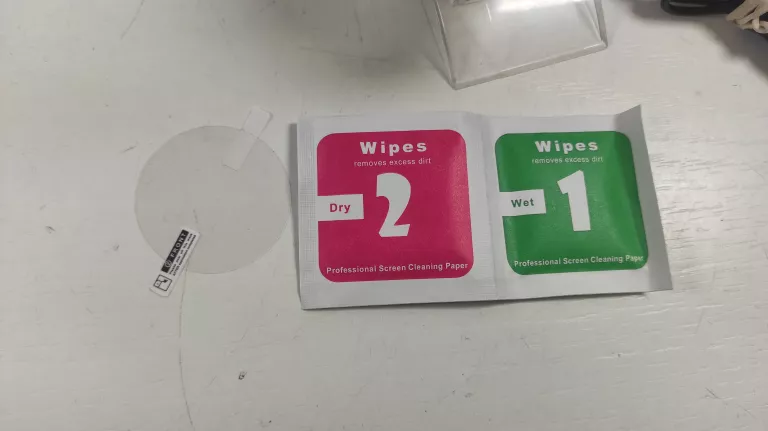 Wipes
removes excess dirt
Dry
2
Professional Screen Cleaning Paper
Wipes
removes excess dirt
Wet
1
Professional Screen Cleaning Paper
FRONT